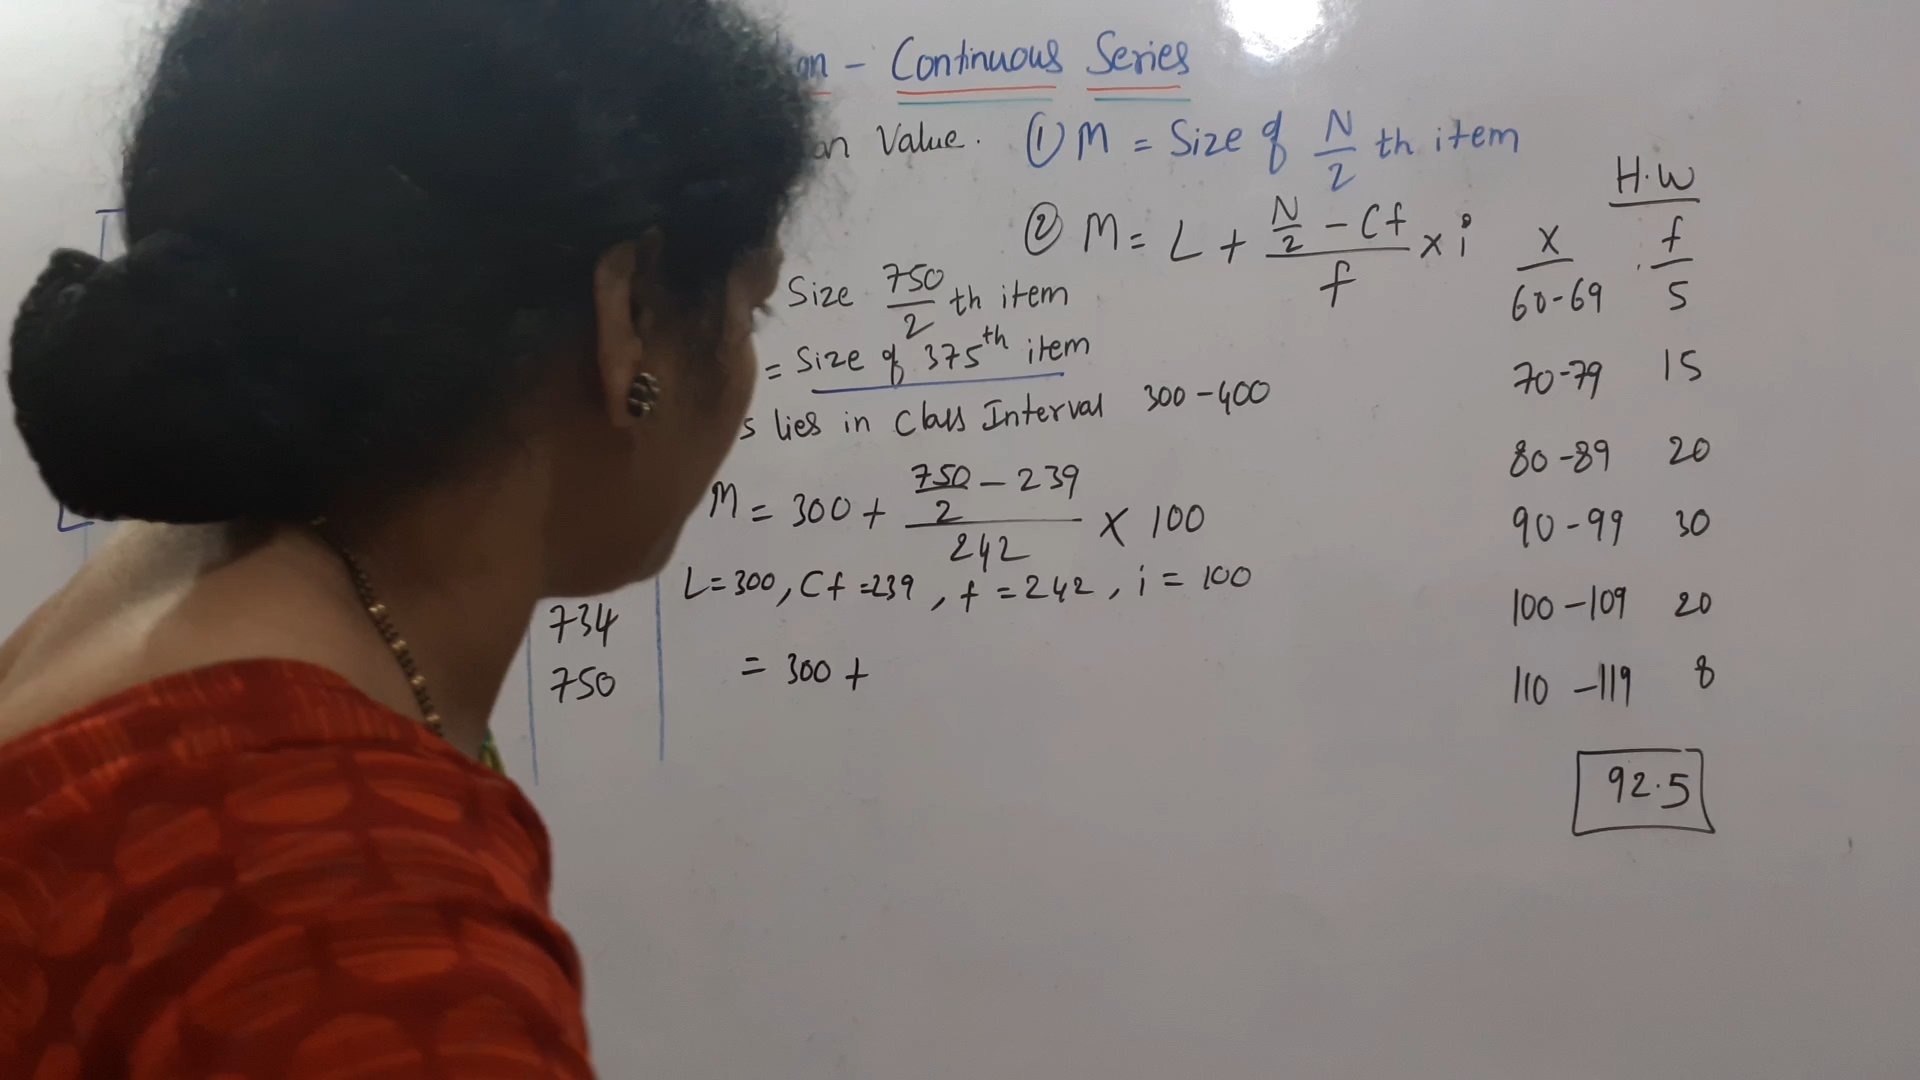 - Continuous Series
Value. ① M = Size of N/2 th item
② M = L + (N/2 - Cf)/f x i
Size 750/2 th item
= Size of 375th item
lies in Class Interval 300-400
M = 300 + (750/2 - 239)/242 X 100
L=300, Cf=239, f=242, i=100
734
750
= 300 +
H.W
X f
60-69 5
70-79 15
80-89 20
90-99 30
100-109 20
110-119 8
92.5